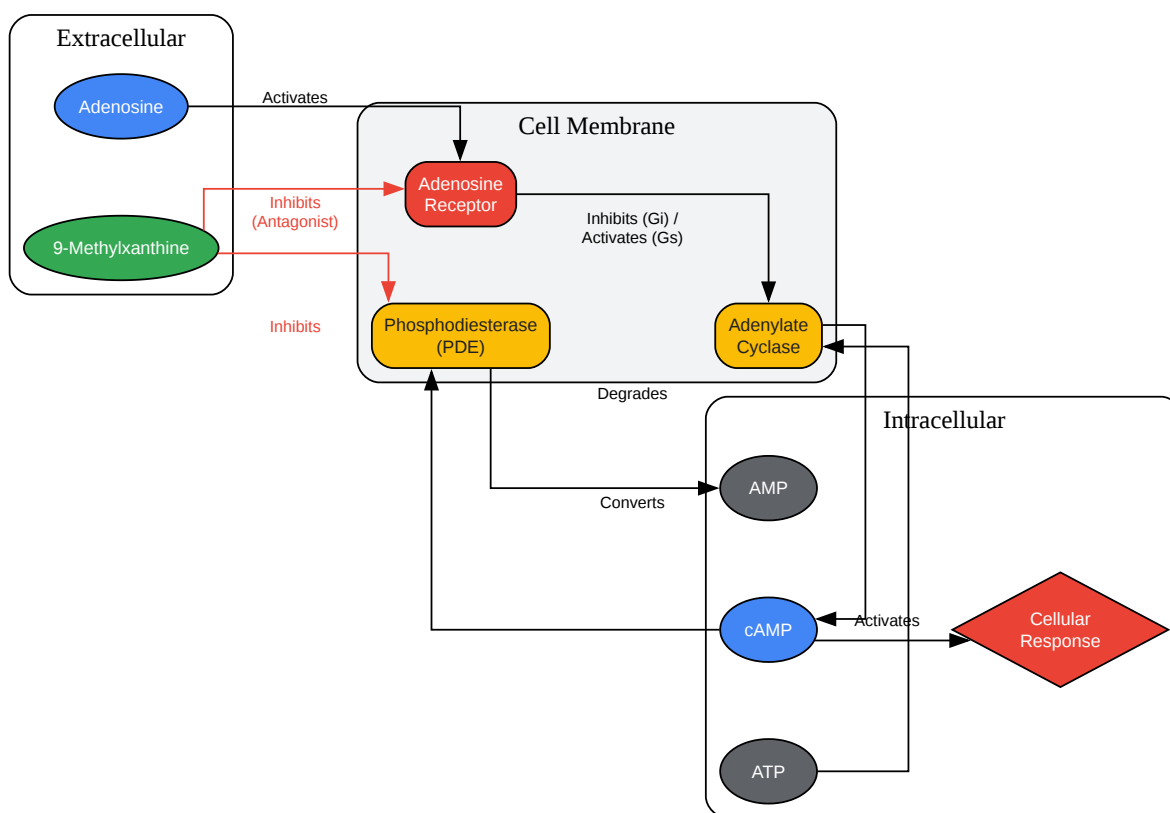 Extracellular
Adenosine
Activates
Cell Membrane
Adenosine
Receptor
Inhibits
(Antagonist)
Inhibits (Gi) /
Activates (Gs)
9-Methylxanthine
Inhibits
Phosphodiesterase
(PDE)
Adenylate
Cyclase
Degrades
Intracellular
AMP
Converts
cAMP
Activates
Cellular
Response
ATP